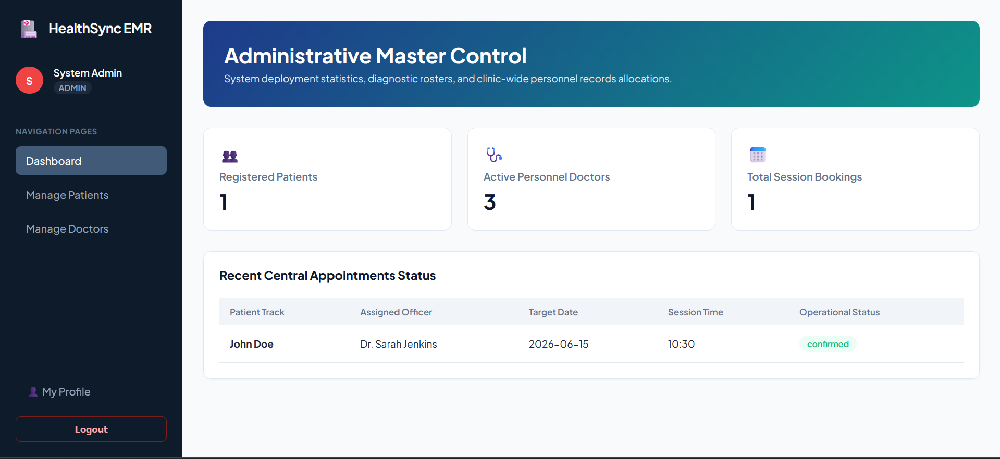 HealthSync EMR
S
System Admin
ADMIN
NAVIGATION PAGES
Dashboard
Manage Patients
Manage Doctors
My Profile
Logout
Administrative Master Control
System deployment statistics, diagnostic rosters, and clinic-wide personnel records allocations.
Registered Patients
1
Active Personnel Doctors
3
Total Session Bookings
1
Recent Central Appointments Status
Patient Track Assigned Officer Target Date Session Time Operational Status
John Doe Dr. Sarah Jenkins 2026-06-15 10:30 confirmed